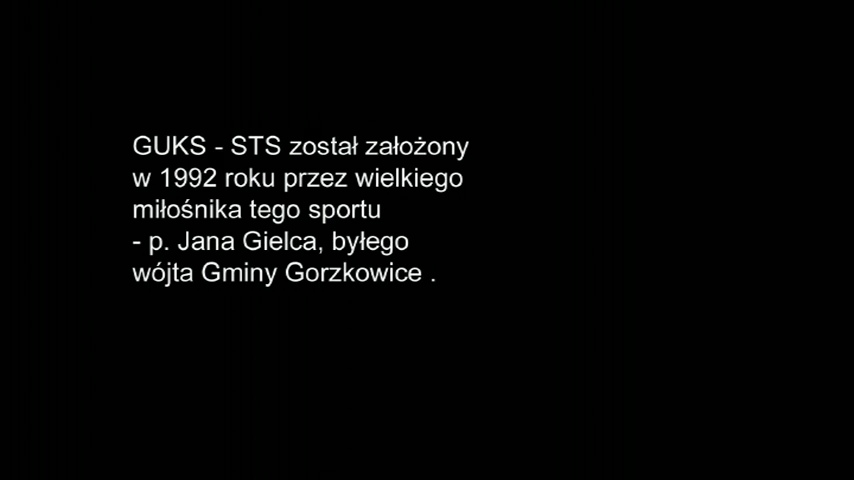 GUKS - STS został założony
w 1992 roku przez wielkiego
miłośnika tego sportu
- p. Jana Gielca, byłego
wójta Gminy Gorzkowice .